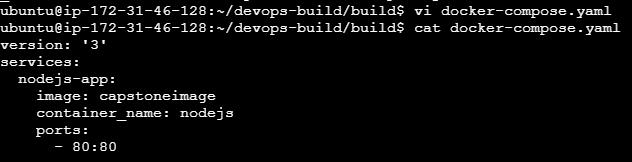 ubuntu@ip-172-31-46-128:~/devops-build/build$ vi docker-compose.yaml
ubuntu@ip-172-31-46-128:~/devops-build/build$ cat docker-compose.yaml
version: '3'
services:
  nodejs-app:
    image: capstoneimage
    container_name: nodejs
    ports:
      - 80:80